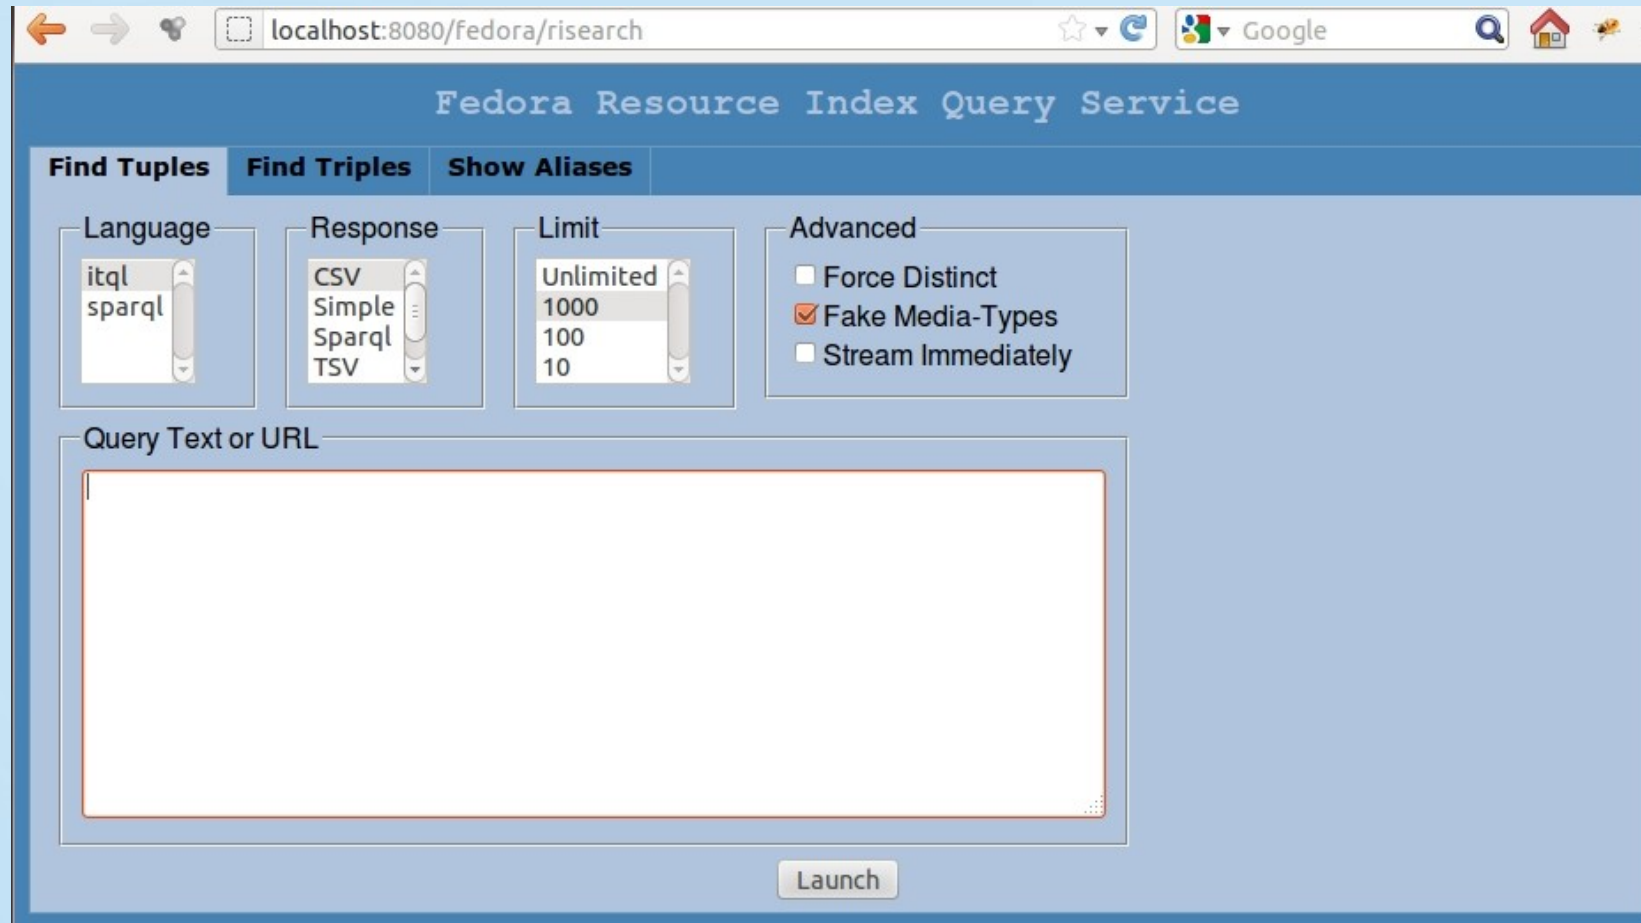 localhost:8080/fedora/risearch
Google
Fedora Resource Index Query Service
Find Tuples
Find Triples
Show Aliases
Language
itql
sparql
Response
CSV
Simple
Sparql
TSV
Limit
Unlimited
1000
100
10
Advanced
Force Distinct
Fake Media-Types
Stream Immediately
Query Text or URL
Launch